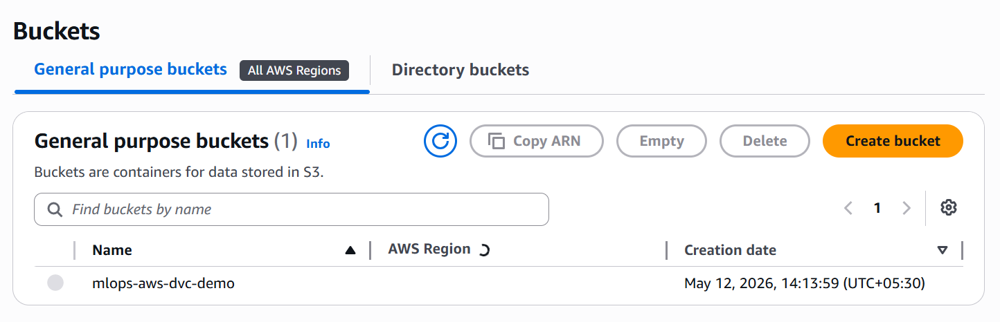 Buckets
General purpose buckets All AWS Regions Directory buckets
General purpose buckets (1) Info Copy ARN Empty Delete Create bucket
Buckets are containers for data stored in S3.
Find buckets by name 1
Name AWS Region Creation date
mlops-aws-dvc-demo May 12, 2026, 14:13:59 (UTC+05:30)